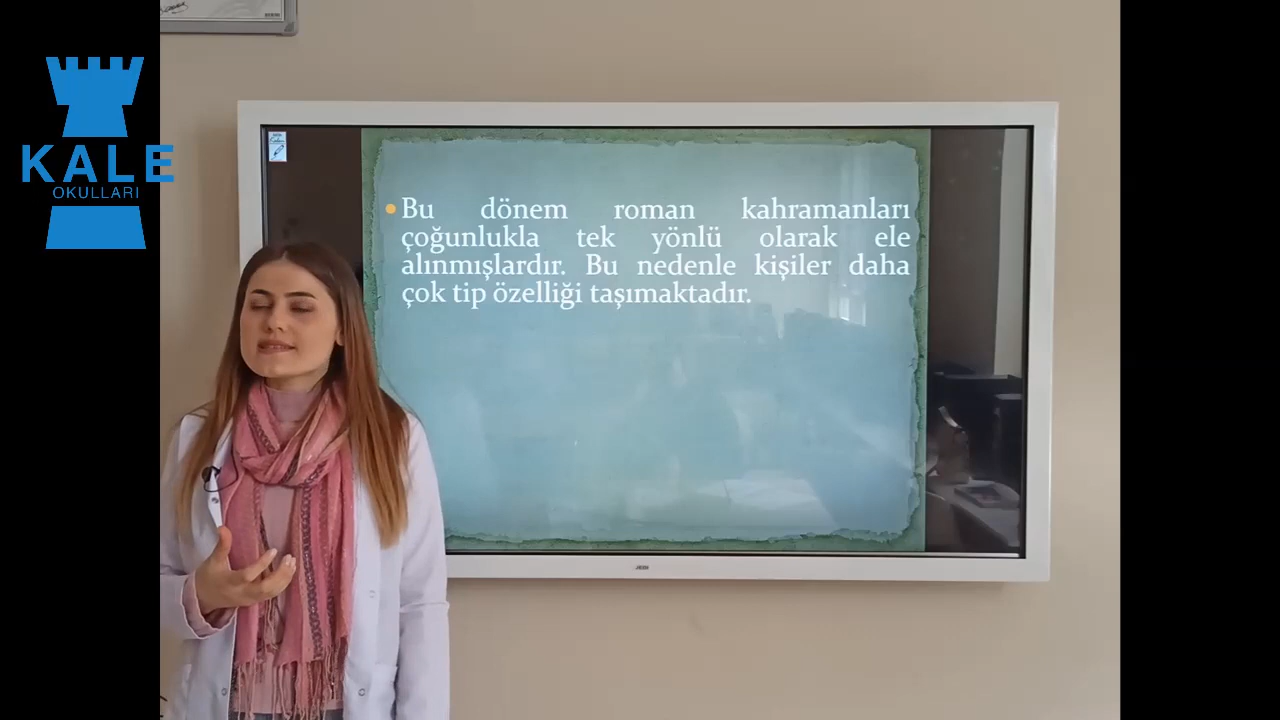 KALE
OKULLARI
Bu dönem roman kahramanları
çoğunlukla tek yönlü olarak ele
alınmışlardır. Bu nedenle kişiler daha
çok tip özelliği taşımaktadır.